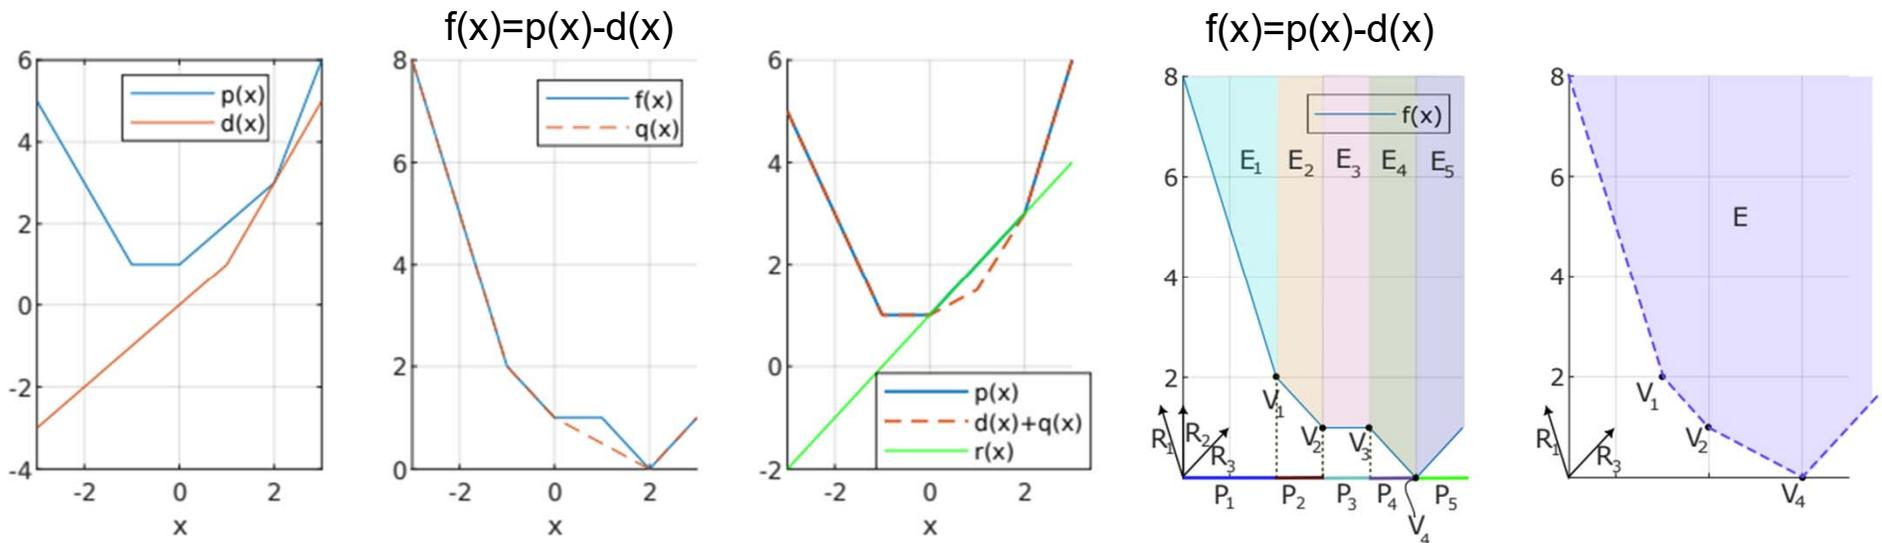 f(x)=p(x)-d(x)
f(x)=p(x)-d(x)
6
4
2
0
-2
-4
-2 0 2
x
p(x)
d(x)
8
6
4
2
0
-2 0 2
x
f(x)
q(x)
6
4
2
0
-2
-2 0 2
x
p(x)
d(x)+q(x)
r(x)
8
6
4
2
f(x)
E1 E2 E3 E4 E5
V1
V2 V3
R1 R2
R3
P1 P2 P3 P4 P5
V4
8
6
4
2
E
V1
V2
R1 R3
V4